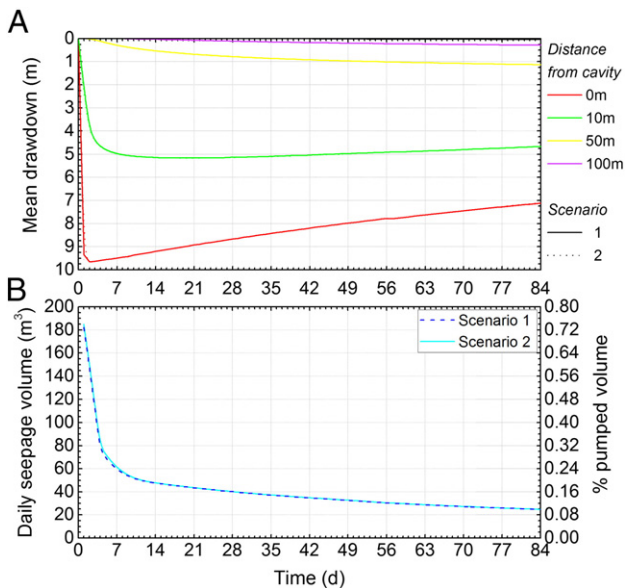 A
Mean drawdown (m)
0
1
2
3
4
5
6
7
8
9
10
0 7 14 21 28 35 42 49 56 63 70 77 84
Distance
from cavity
0m
10m
50m
100m
Scenario
1
2
B
Daily seepage volume (m³)
200
180
160
140
120
100
80
60
40
20
0
Scenario 1
Scenario 2
0.80
0.72
0.64
0.56
0.48
0.40
0.32
0.24
0.16
0.08
0.00
% pumped volume
0 7 14 21 28 35 42 49 56 63 70 77 84
Time (d)